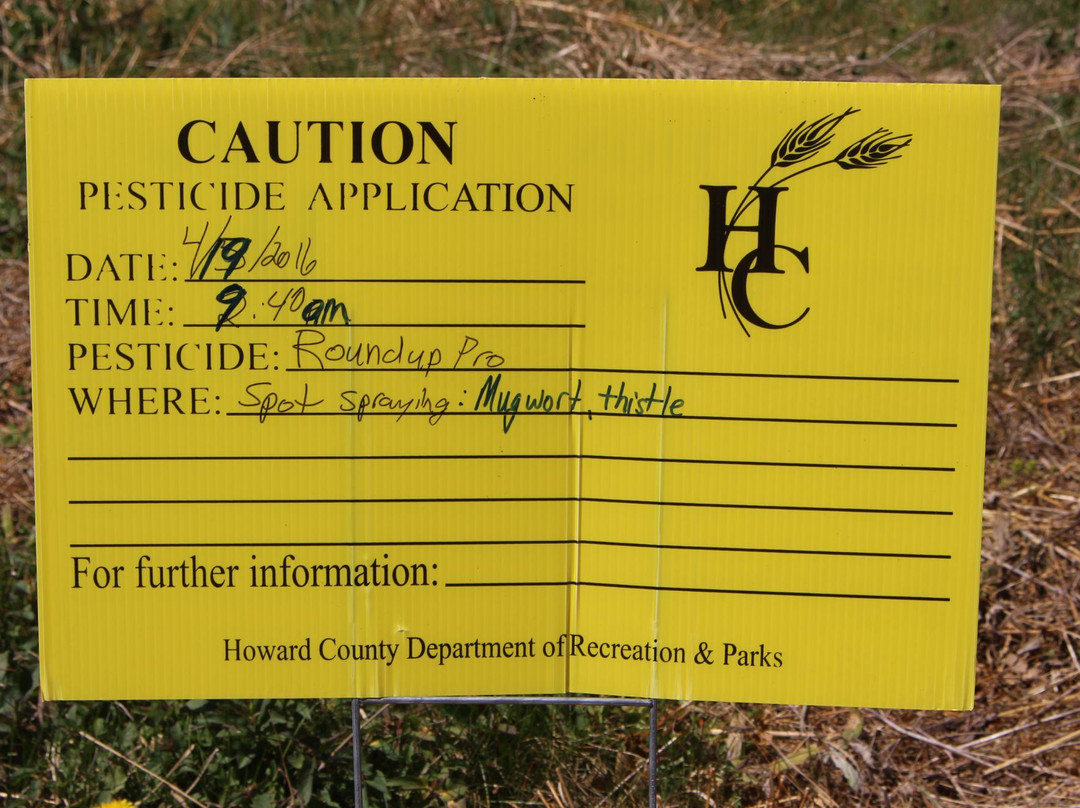 CAUTION
PESTICIDE APPLICATION
DATE: 4/19/2016
TIME: 9:40am
PESTICIDE: Roundup Pro
WHERE: Spot spraying: Mugwort, thistle
For further information:
Howard County Department of Recreation & Parks
HC